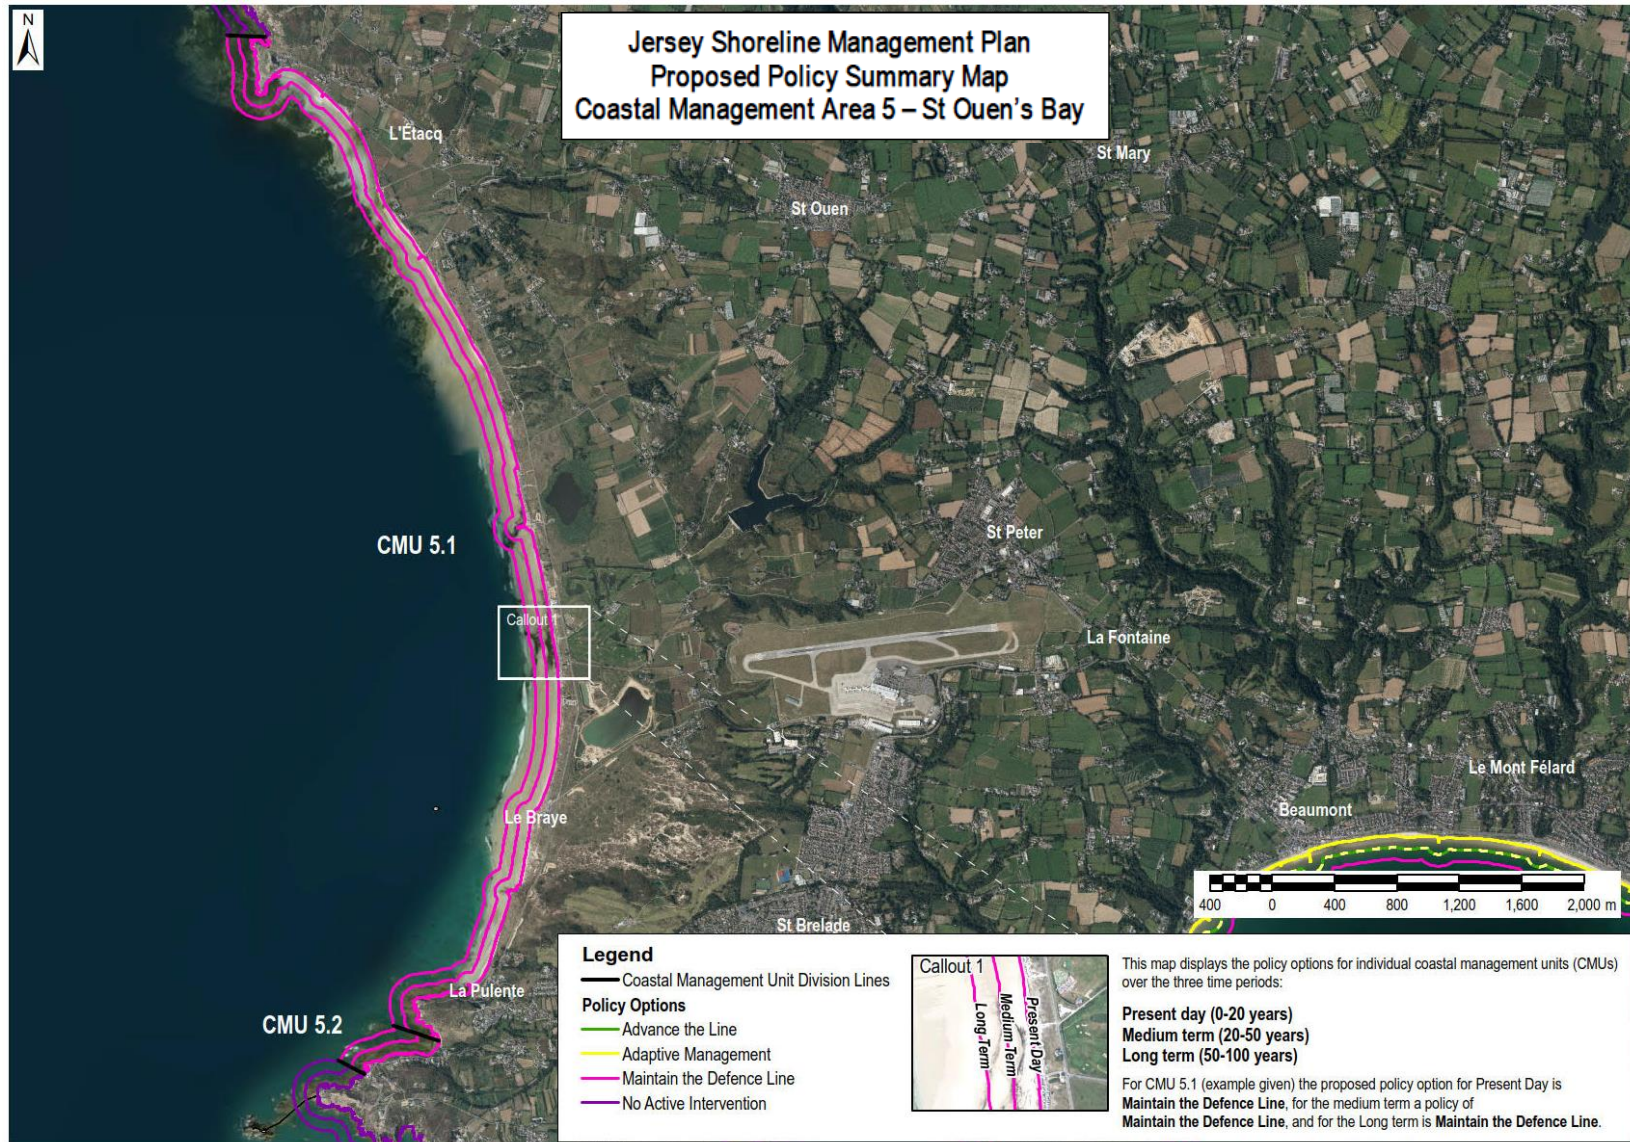 N
Jersey Shoreline Management Plan
Proposed Policy Summary Map
Coastal Management Area 5 – St Ouen's Bay
L'Étacq
St Mary
St Ouen
CMU 5.1
St Peter
Callout 1
La Fontaine
Le Mont Félard
Beaumont
Le Braye
400 0 400 800 1,200 1,600 2,000 m
St Brelade
La Pulente
CMU 5.2
Legend
Coastal Management Unit Division Lines
Policy Options
Advance the Line
Adaptive Management
Maintain the Defence Line
No Active Intervention
Callout 1
Long-Term
Medium-Term
Present Day
This map displays the policy options for individual coastal management units (CMUs)
over the three time periods:
Present day (0-20 years)
Medium term (20-50 years)
Long term (50-100 years)
For CMU 5.1 (example given) the proposed policy option for Present Day is
Maintain the Defence Line, for the medium term a policy of
Maintain the Defence Line, and for the Long term is Maintain the Defence Line.